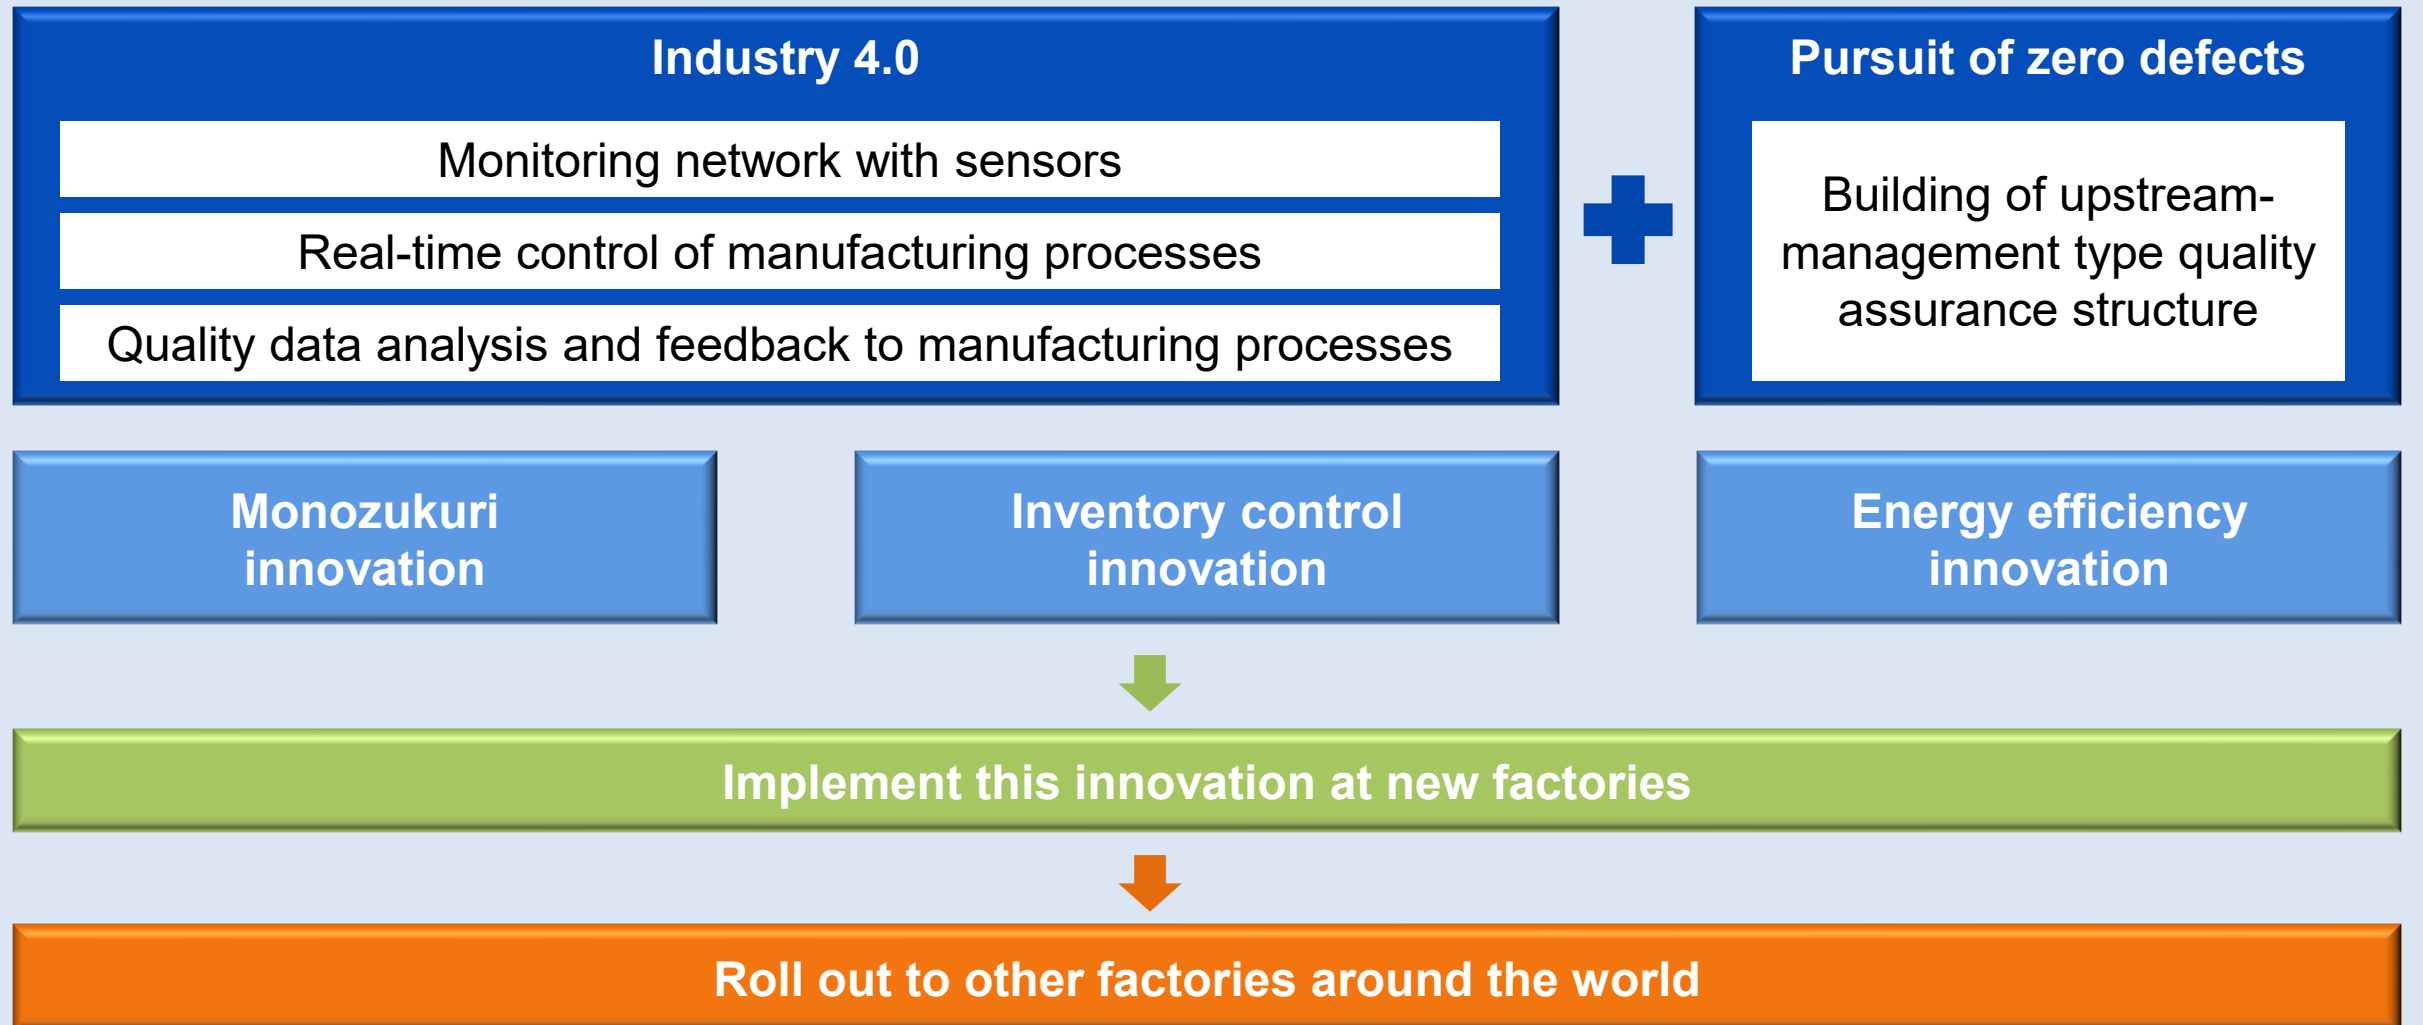 Industry 4.0
Monitoring network with sensors
Real-time control of manufacturing processes
Quality data analysis and feedback to manufacturing processes
Pursuit of zero defects
Building of upstream-
management type quality
assurance structure
Monozukuri
innovation
Inventory control
innovation
Energy efficiency
innovation
Implement this innovation at new factories
Roll out to other factories around the world